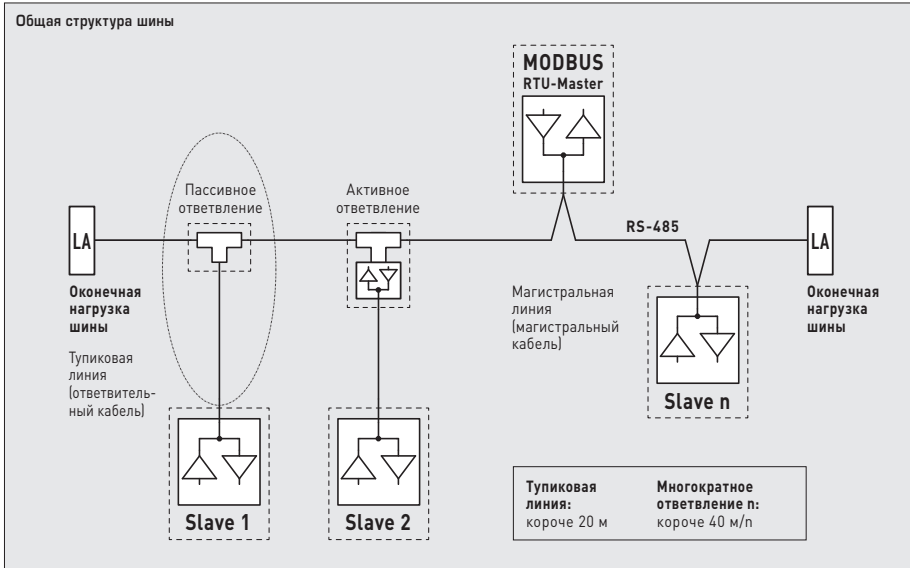 Общая структура шины
MODBUS
RTU-Master
Пассивное
ответвление
Активное
ответвление
RS-485
LA
LA
Оконечная
нагрузка
шины
Магистральная
линия
(магистральный
кабель)
Оконечная
нагрузка
шины
Тупиковая
линия
(ответвитель-
ный кабель)
Slave n
Slave 1
Slave 2
Тупиковая
линия:
короче 20 м
Многократное
ответвление n:
короче 40 м/n